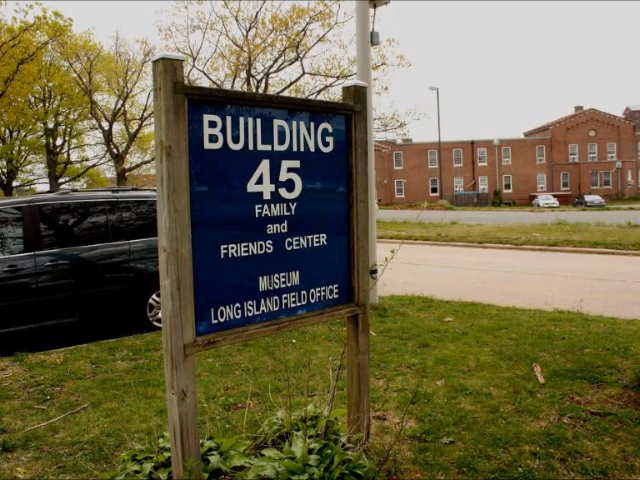 BUILDING
45
FAMILY
and
FRIENDS CENTER
MUSEUM
LONG ISLAND FIELD OFFICE